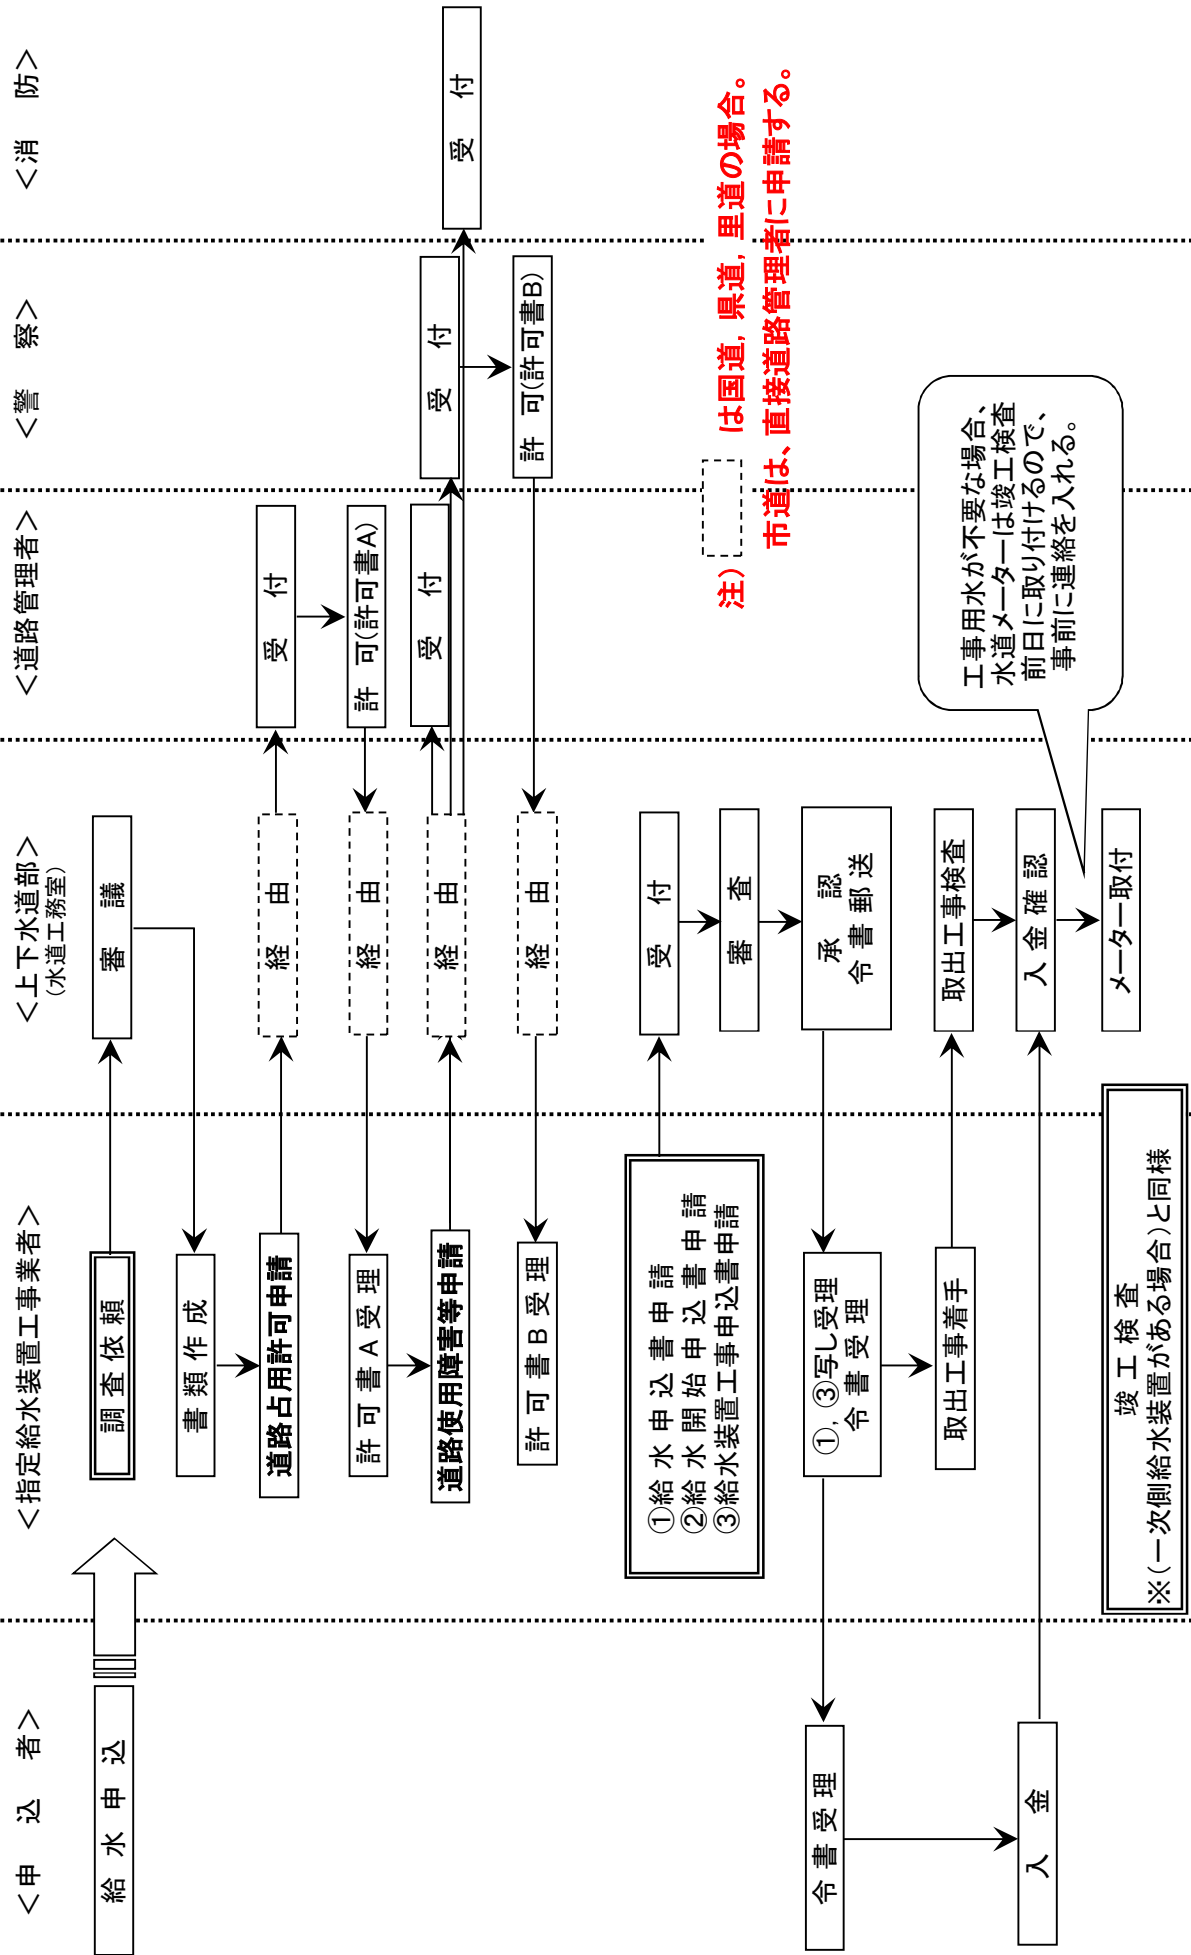 ＜申　込　者＞
＜指定給水装置工事業者＞
＜上下水道部＞
（水道工務室）
＜道路管理者＞
＜警　察＞
＜消　防＞
給水申込
調査依頼
審議
書類作成
道路占用許可申請
経由
受付
許可（許可書A）
経由
許可書A受理
道路使用障害等申請
経由
受付
受付
受付
許可（許可書B）
経由
許可書B受理
注）　は国道，県道，里道の場合。
市道は、直接道路管理者に申請する。
①給水申込書申請
②給水開始申込書申請
③給水装置工事申込書申請
受付
審査
承認
令書郵送
①，③写し受理
令書受理
令書受理
取出工事着手
取出工事検査
入金
入金確認
メーター取付
工事用水が不要な場合、
水道メーターは竣工検査
前日に取り付けるので、
事前に連絡を入れる。
竣工検査
※（一次側給水装置がある場合）と同様